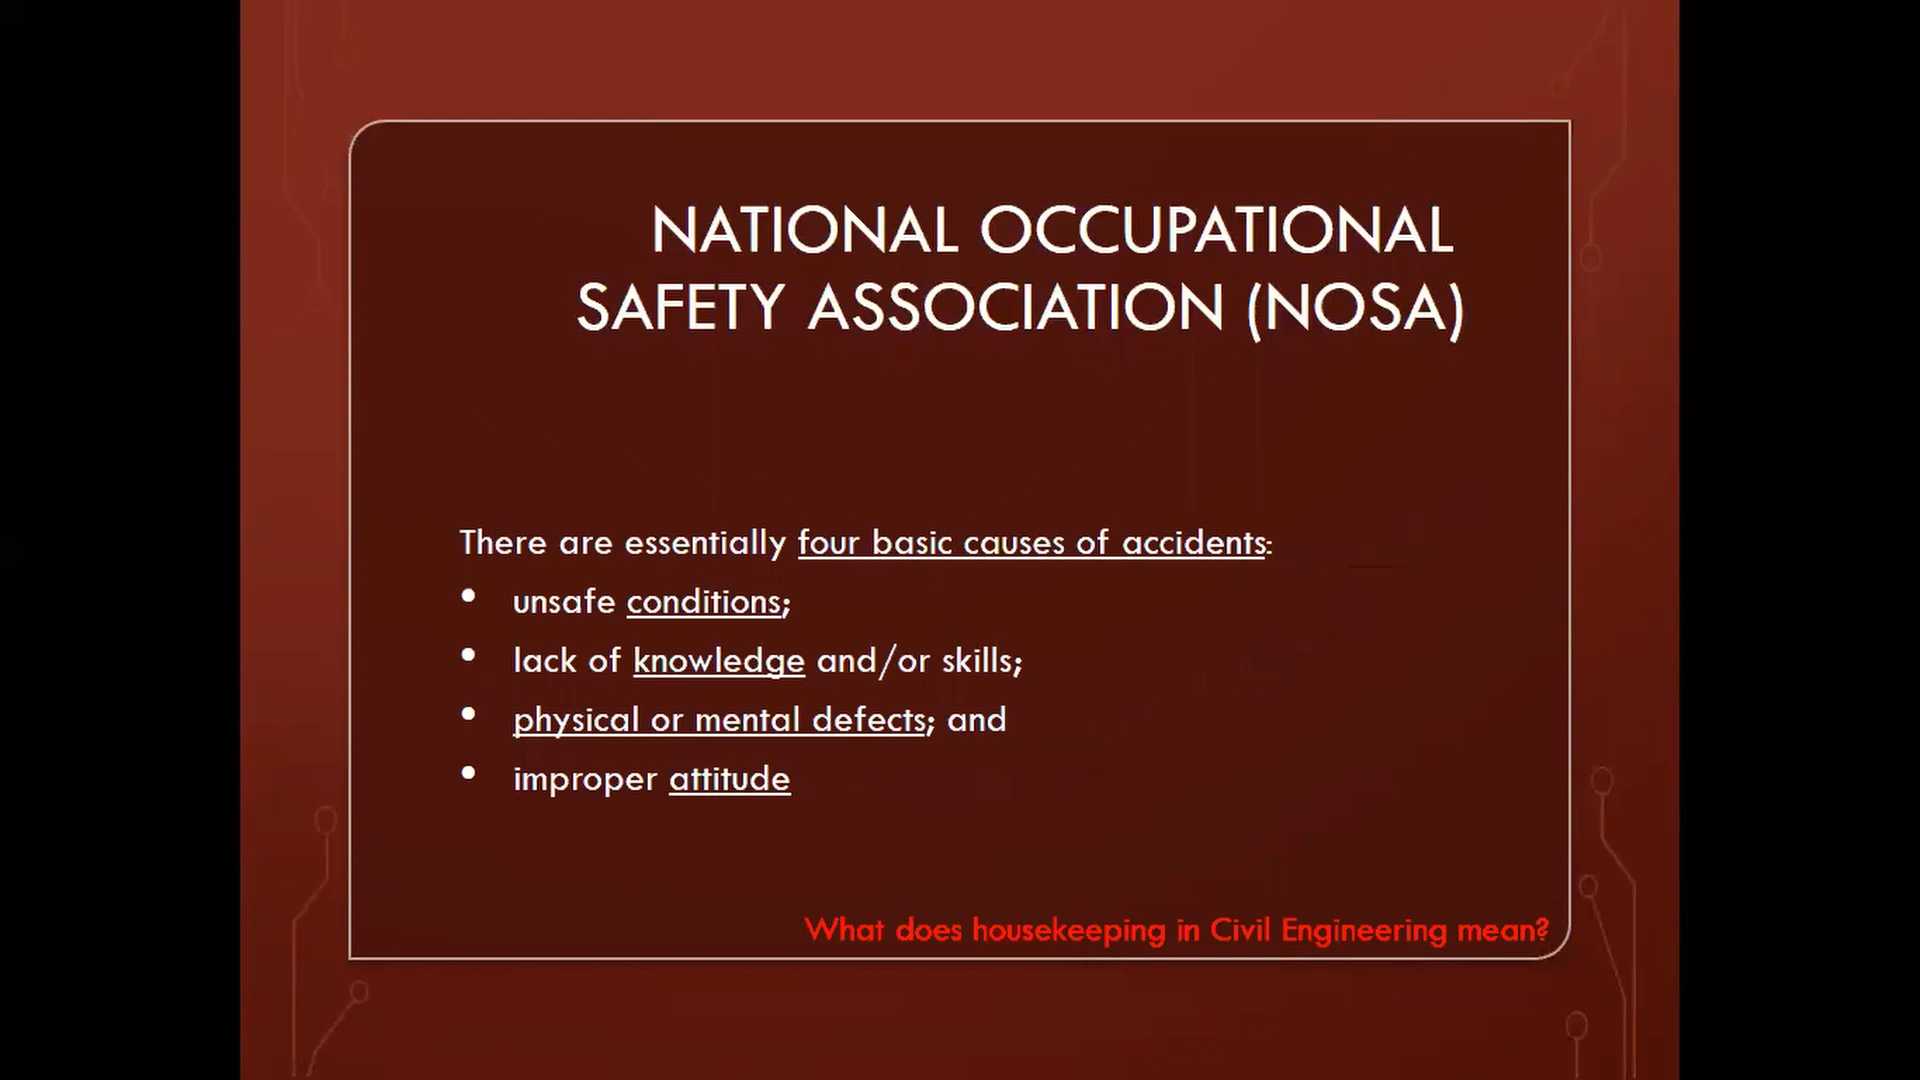 NATIONAL OCCUPATIONAL
SAFETY ASSOCIATION (NOSA)
There are essentially four basic causes of accidents:
• unsafe conditions;
• lack of knowledge and/or skills;
• physical or mental defects; and
• improper attitude
What does housekeeping in Civil Engineering mean?